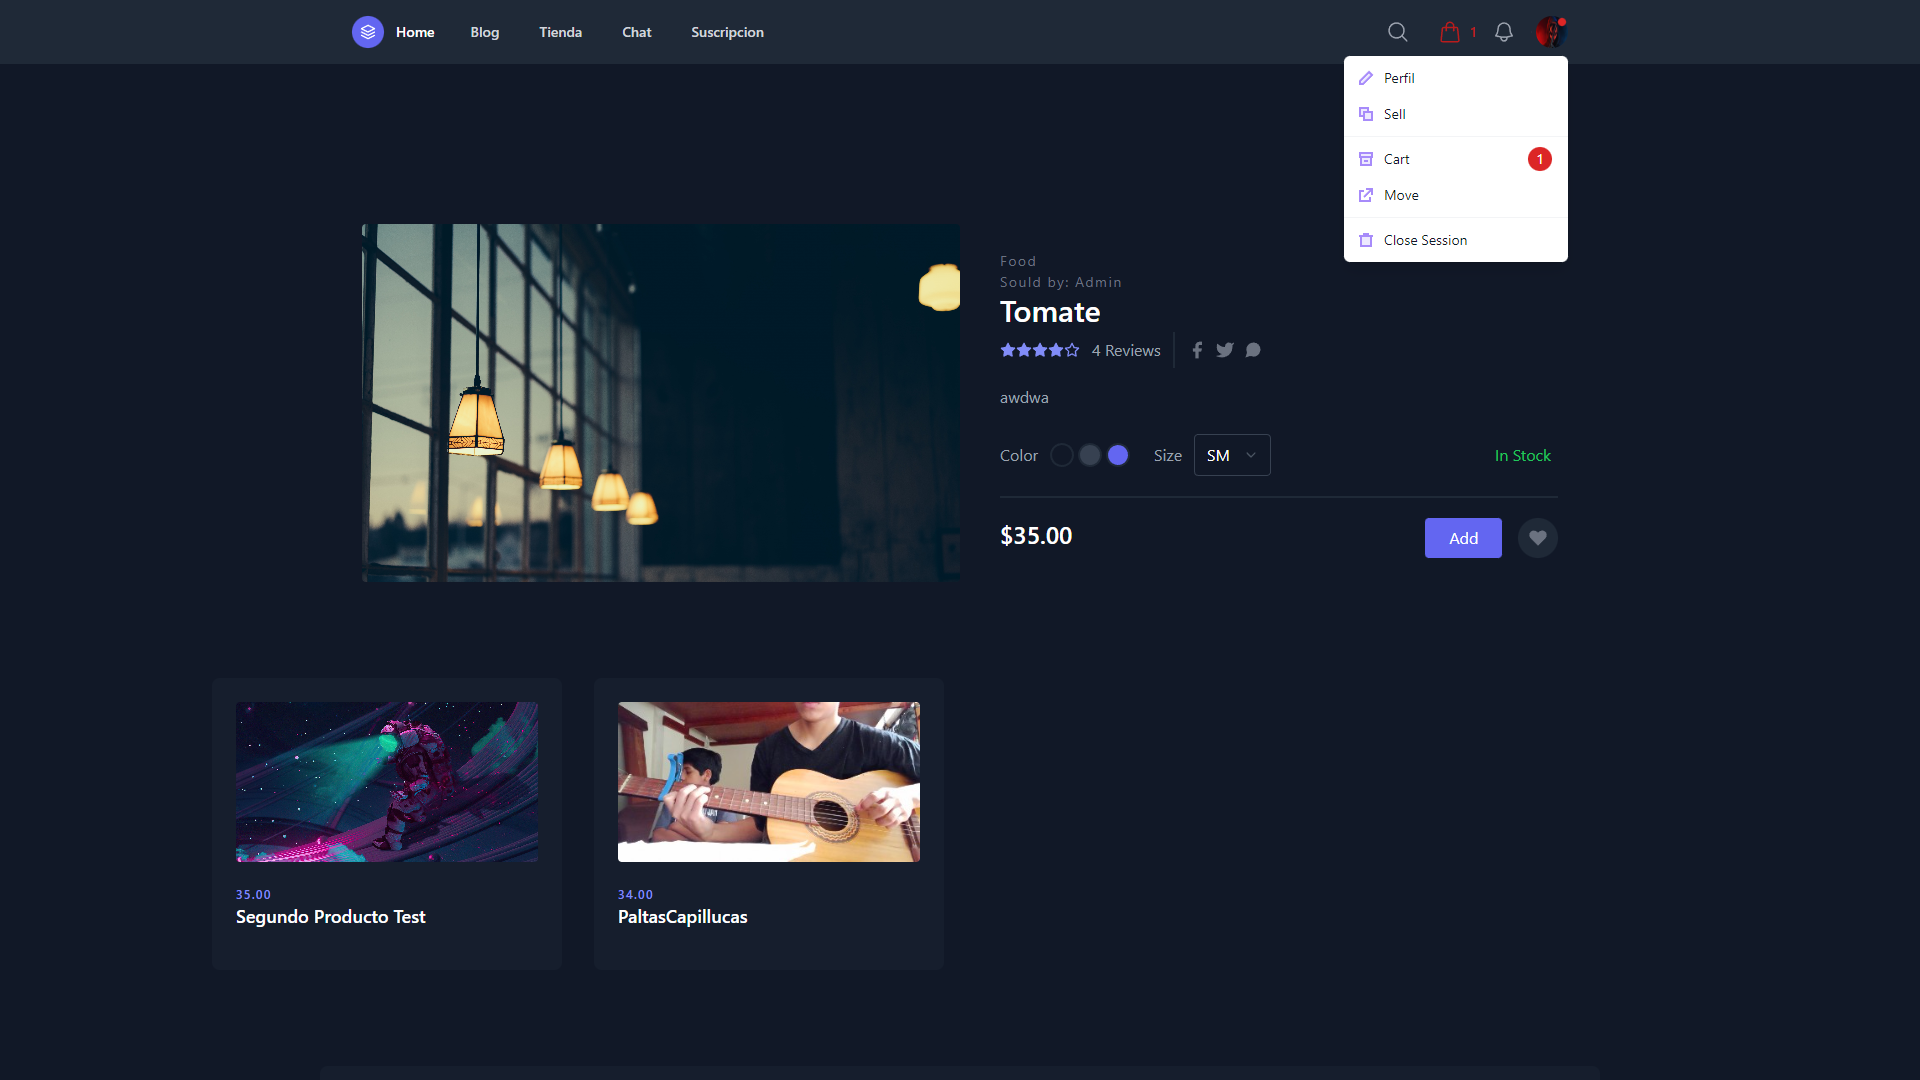 Home Blog Tienda Chat Suscripcion 1
Perfil
Sell
Cart 1
Move
Close Session
Food
Sould by: Admin
Tomate
4 Reviews
awdwa
Color Size SM In Stock
$35.00 Add
35.00
Segundo Producto Test
34.00
PaltasCapillucas